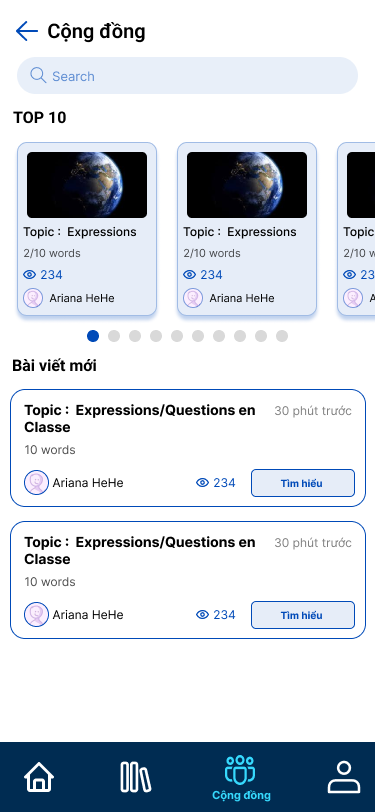 Cộng đồng
Search
TOP 10
Topic : Expressions
2/10 words
234
Ariana HeHe
Topic : Expressions
2/10 words
234
Ariana HeHe
Topic :
2/10 w
23
A
Bài viết mới
Topic : Expressions/Questions en
Classe
30 phút trước
10 words
Ariana HeHe
234
Tìm hiểu
Topic : Expressions/Questions en
Classe
30 phút trước
10 words
Ariana HeHe
234
Tìm hiểu
Cộng đồng